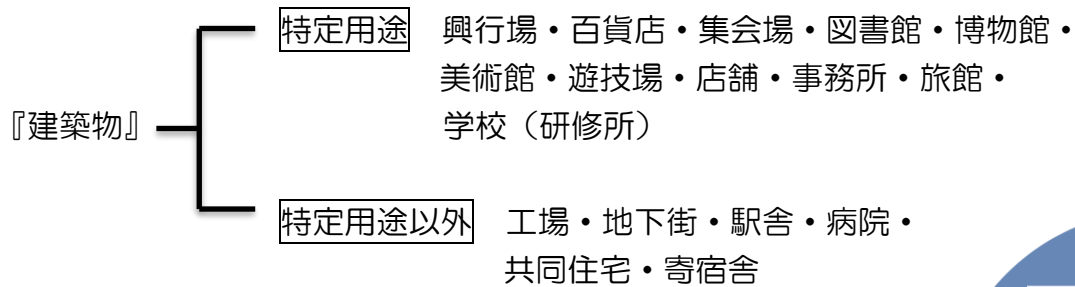 特定用途 興行場・百貨店・集会場・図書館・博物館・
美術館・遊技場・店舗・事務所・旅館・
『建築物』 学校（研修所）
特定用途以外 工場・地下街・駅舎・病院・
共同住宅・寄宿舎